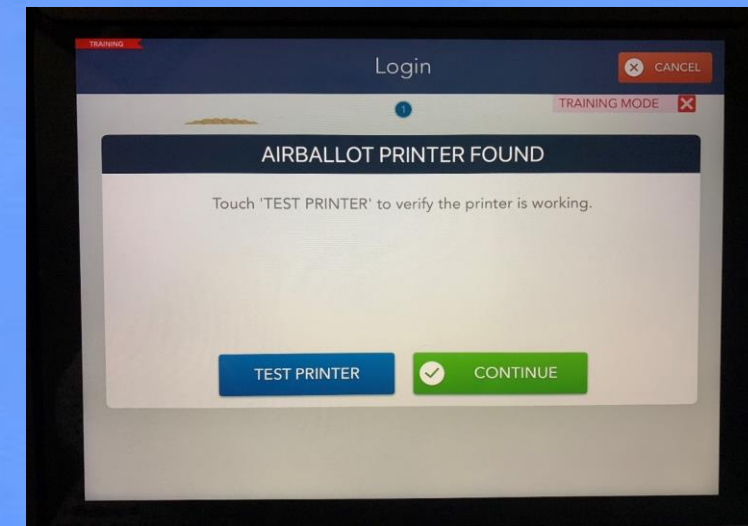 TRAINING
Login
CANCEL
1
TRAINING MODE
AIRBALLOT PRINTER FOUND
Touch 'TEST PRINTER' to verify the printer is working.
TEST PRINTER
CONTINUE